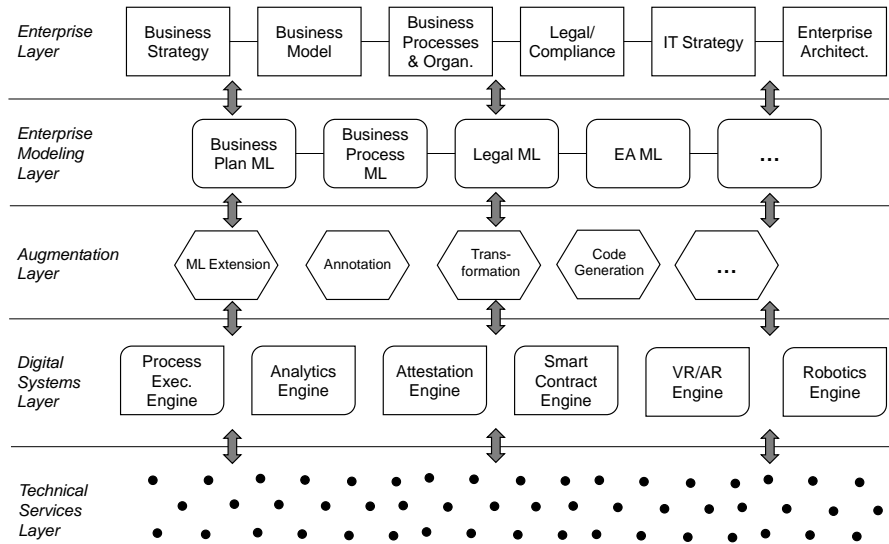 Enterprise
Layer
Business
Strategy
Business
Model
Business
Processes
& Organ.
Legal/
Compliance
IT Strategy
Enterprise
Architect.
Enterprise
Modeling
Layer
Business
Plan ML
Business
Process
ML
Legal ML
EA ML
...
Augmentation
Layer
ML Extension
Annotation
Trans-
formation
Code
Generation
...
Digital
Systems
Layer
Process
Exec.
Engine
Analytics
Engine
Attestation
Engine
Smart
Contract
Engine
VR/AR
Engine
Robotics
Engine
Technical
Services
Layer